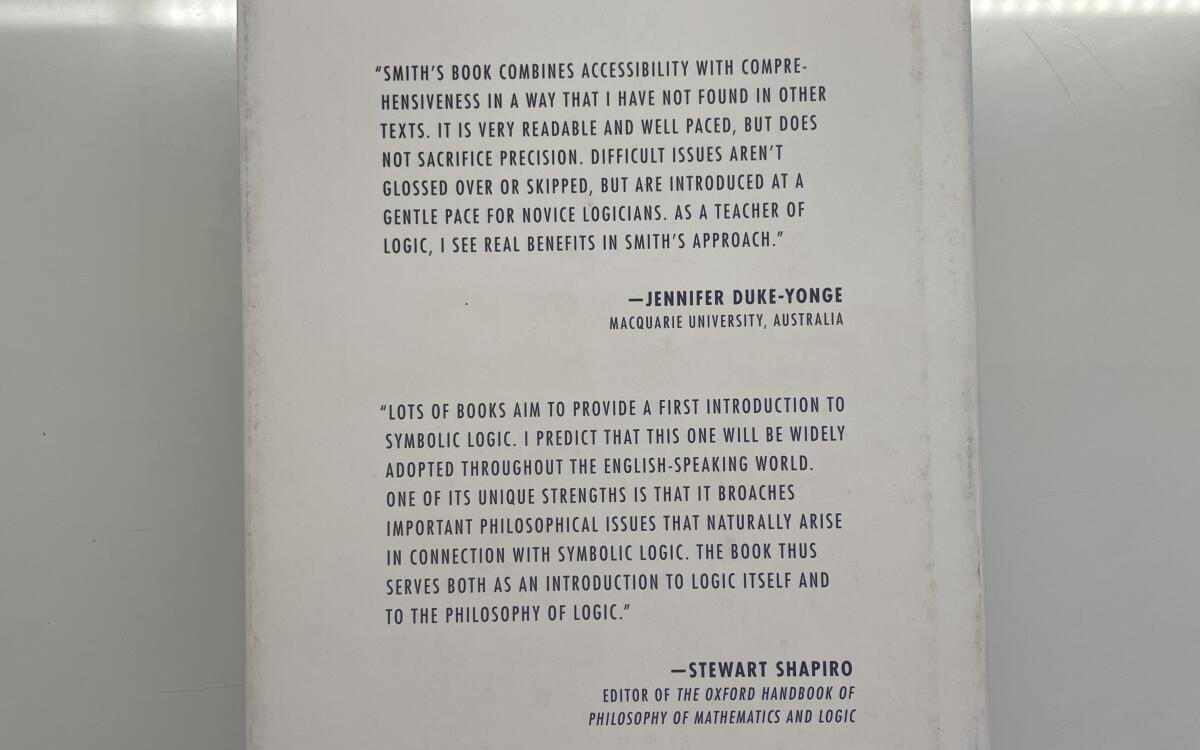 “SMITH’S BOOK COMBINES ACCESSIBILITY WITH COMPRE-
HENSIVENESS IN A WAY THAT I HAVE NOT FOUND IN OTHER
TEXTS. IT IS VERY READABLE AND WELL PACED, BUT DOES
NOT SACRIFICE PRECISION. DIFFICULT ISSUES AREN’T
GLOSSED OVER OR SKIPPED, BUT ARE INTRODUCED AT A
GENTLE PACE FOR NOVICE LOGICIANS. AS A TEACHER OF
LOGIC, I SEE REAL BENEFITS IN SMITH’S APPROACH.”
—JENNIFER DUKE-YONGE
MACQUARIE UNIVERSITY, AUSTRALIA
“LOTS OF BOOKS AIM TO PROVIDE A FIRST INTRODUCTION TO
SYMBOLIC LOGIC. I PREDICT THAT THIS ONE WILL BE WIDELY
ADOPTED THROUGHOUT THE ENGLISH-SPEAKING WORLD.
ONE OF ITS UNIQUE STRENGTHS IS THAT IT BROACHES
IMPORTANT PHILOSOPHICAL ISSUES THAT NATURALLY ARISE
IN CONNECTION WITH SYMBOLIC LOGIC. THE BOOK THUS
SERVES BOTH AS AN INTRODUCTION TO LOGIC ITSELF AND
TO THE PHILOSOPHY OF LOGIC.”
—STEWART SHAPIRO
EDITOR OF THE OXFORD HANDBOOK OF
PHILOSOPHY OF MATHEMATICS AND LOGIC